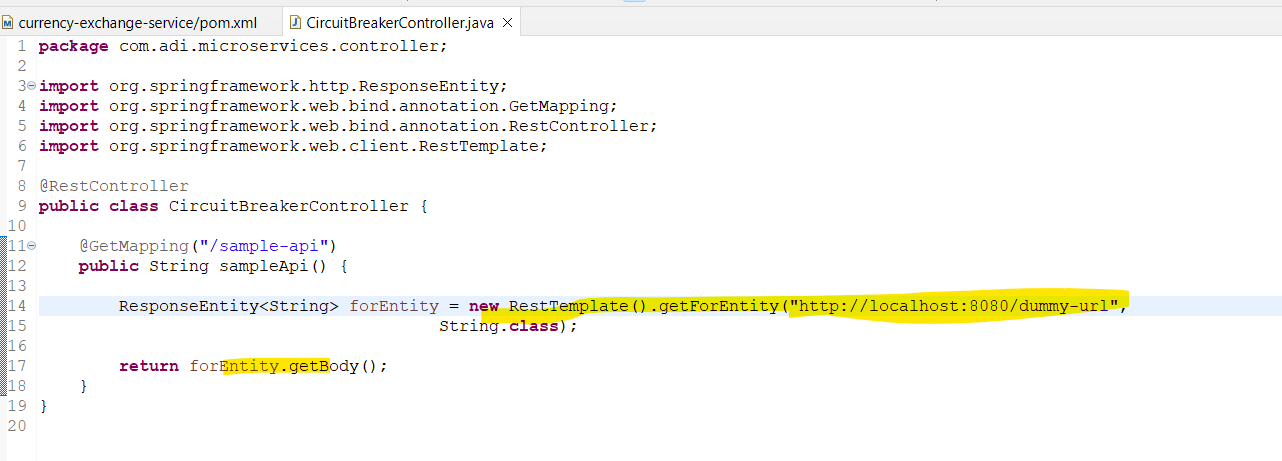 currency-exchange-service/pom.xml CircuitBreakerController.java
1 package com.adi.microservices.controller;
2
3 import org.springframework.http.ResponseEntity;
4 import org.springframework.web.bind.annotation.GetMapping;
5 import org.springframework.web.bind.annotation.RestController;
6 import org.springframework.web.client.RestTemplate;
7
8 @RestController
9 public class CircuitBreakerController {
10
11 @GetMapping("/sample-api")
12 public String sampleApi() {
13
14 ResponseEntity<String> forEntity = new RestTemplate().getForEntity("http://localhost:8080/dummy-url",
15 String.class);
16
17 return forEntity.getBody();
18 }
19 }
20